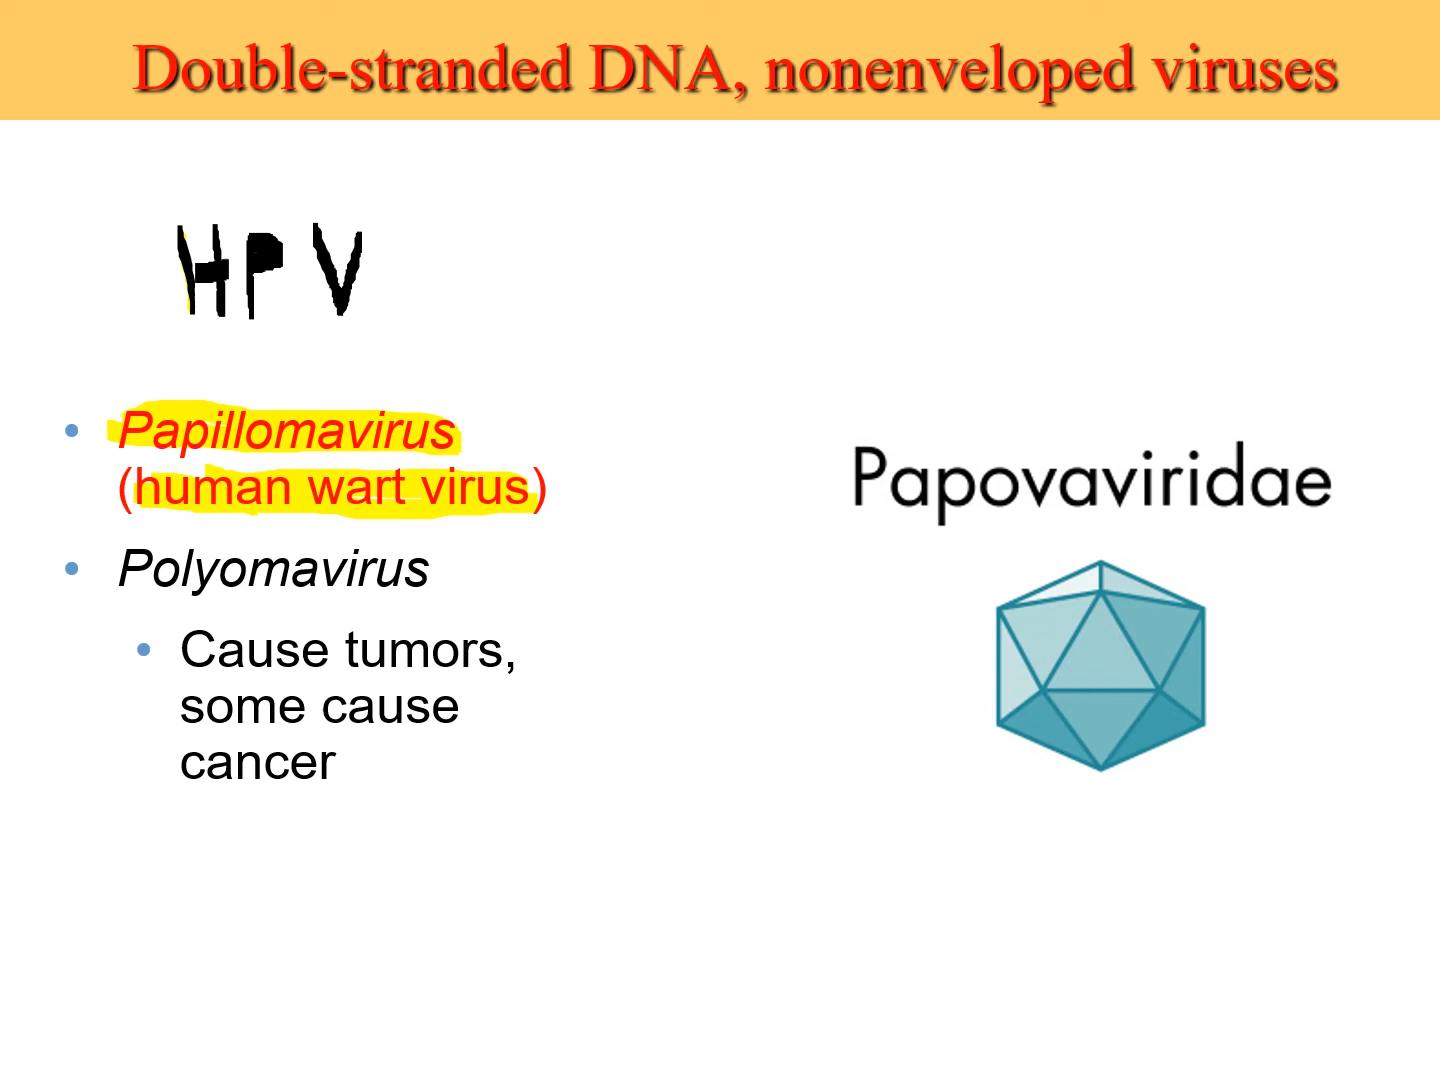 Double-stranded DNA, nonenveloped viruses
HPV
• Papillomavirus
(human wart virus)
• Polyomavirus
• Cause tumors,
some cause
cancer
Papovaviridae